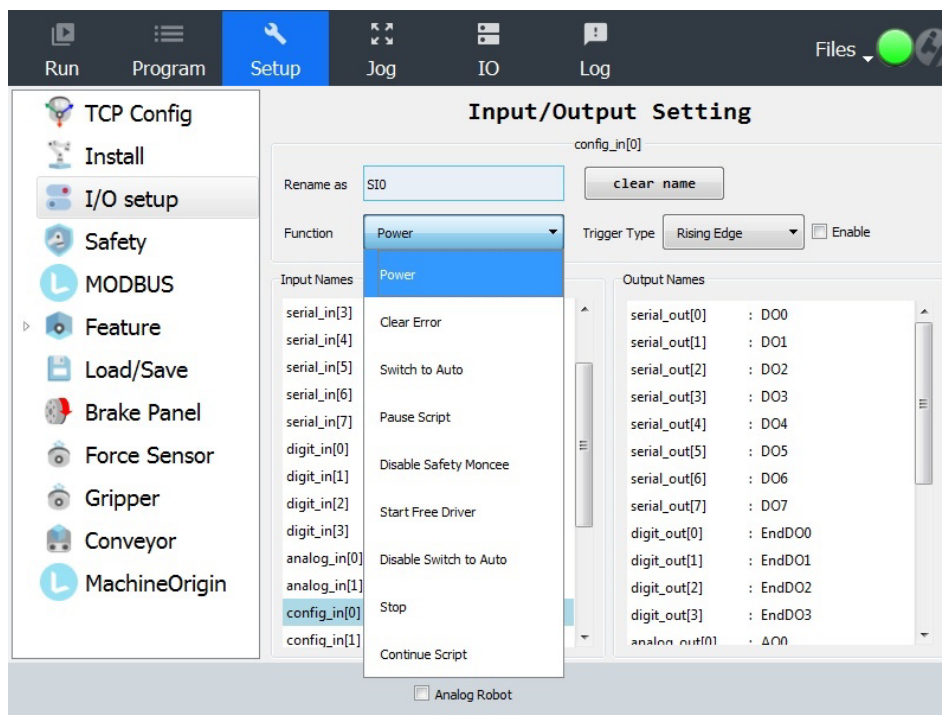 Run Program Setup Jog IO Log Files
TCP Config
Install
I/O setup
Safety
MODBUS
Feature
Load/Save
Brake Panel
Force Sensor
Gripper
Conveyor
MachineOrigin
Input/Output Setting
config_in[0]
Rename as SI0 clear name
Function Power Trigger Type Rising Edge Enable
Power
Clear Error
Switch to Auto
Pause Script
Disable Safety Moncee
Start Free Driver
Disable Switch to Auto
Stop
Continue Script
Input Names
serial_in[3]
serial_in[4]
serial_in[5]
serial_in[6]
serial_in[7]
digit_in[0]
digit_in[1]
digit_in[2]
digit_in[3]
analog_in[0]
analog_in[1]
config_in[0]
config_in[1]
Output Names
serial_out[0] : DO0
serial_out[1] : DO1
serial_out[2] : DO2
serial_out[3] : DO3
serial_out[4] : DO4
serial_out[5] : DO5
serial_out[6] : DO6
serial_out[7] : DO7
digit_out[0] : EndDO0
digit_out[1] : EndDO1
digit_out[2] : EndDO2
digit_out[3] : EndDO3
analog_out[0] : AO0
Analog Robot